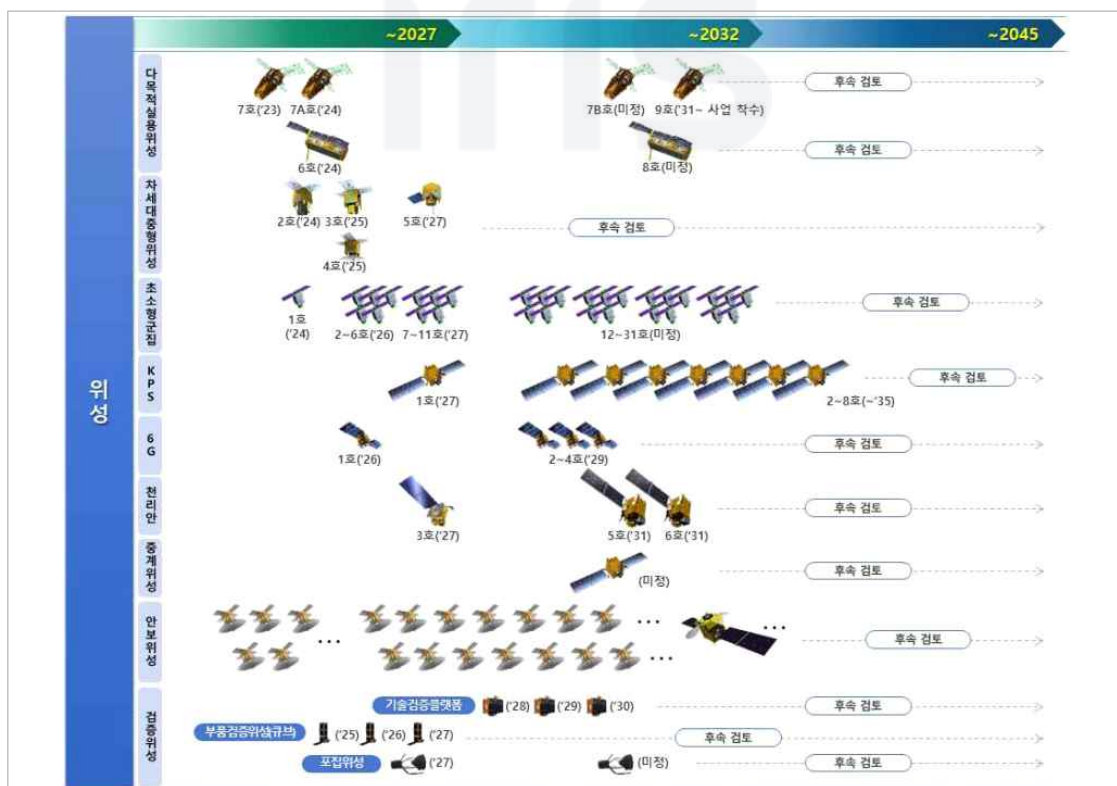 ~2027 ~2032 ~2045
위성
다목적실용위성
7호('23) 7A호('24) 7B호(미정) 9호('31~ 사업 착수) 후속 검토
6호('24) 8호(미정) 후속 검토
차세대중형위성
2호('24) 3호('25) 5호('27) 후속 검토
4호('25)
초소형군집
1호
('24) 2~6호('26) 7~11호('27) 12~31호(미정) 후속 검토
KPS
1호('27) 2~8호(~'35) 후속 검토
6G
1호('26) 2~4호('29) 후속 검토
천리안
3호('27) 5호('31) 6호('31) 후속 검토
중계위성
(미정) 후속 검토
안보위성
... ... ... ... 후속 검토
검증위성
기술검증플랫폼 ('28) ('29) ('30) 후속 검토
부품검증위성(큐브) ('25) ('26) ('27) 후속 검토
포집위성 ('27) (미정) 후속 검토